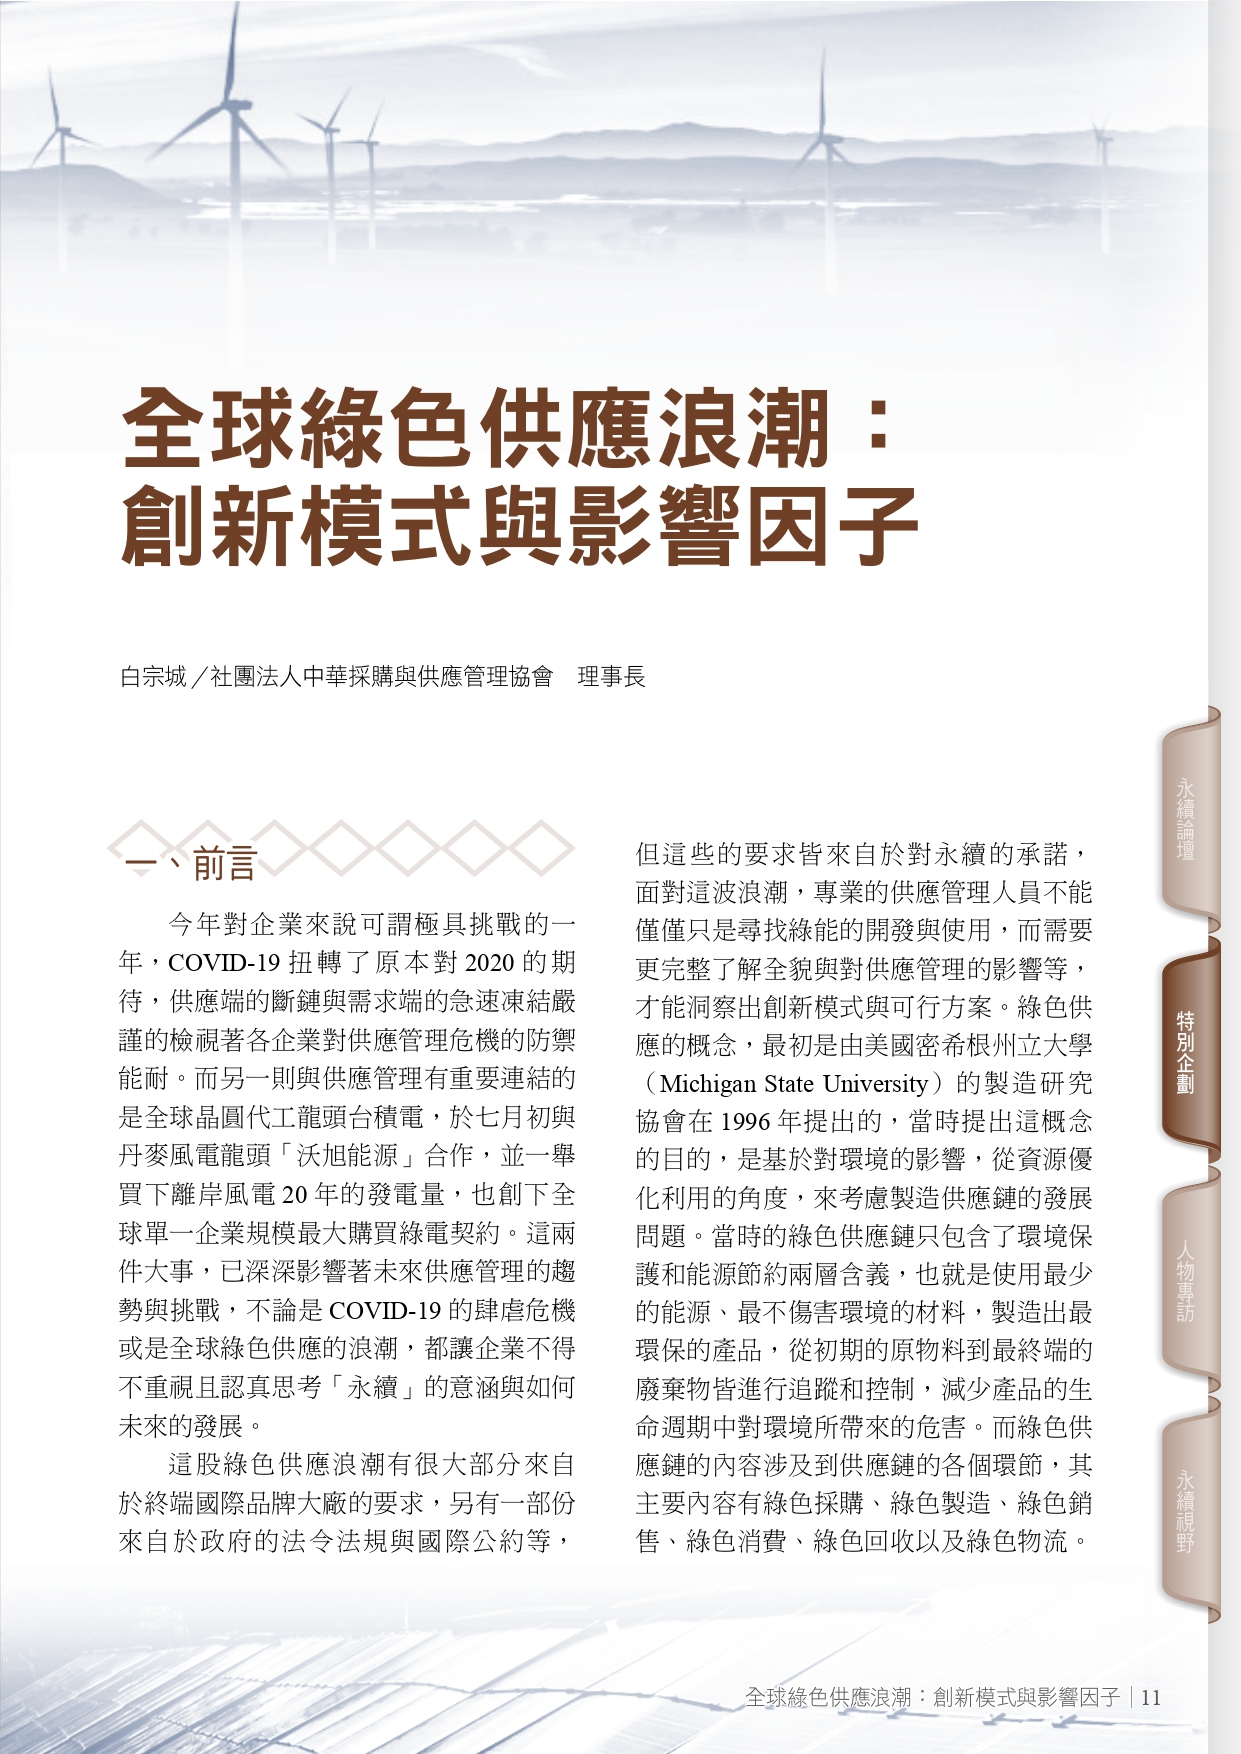 全球綠色供應浪潮：
創新模式與影響因子
白宗城／社團法人中華採購與供應管理協會　理事長
一、前言
今年對企業來說可謂極具挑戰的一
年，COVID-19 扭轉了原本對 2020 的期
待，供應端的斷鏈與需求端的急速凍結嚴
謹的檢視著各企業對供應管理危機的防禦
能耐。而另一則與供應管理有重要連結的
是全球晶圓代工龍頭台積電，於七月初與
丹麥風電龍頭「沃旭能源」合作，並一舉
買下離岸風電 20 年的發電量，也創下全
球單一企業規模最大購買綠電契約。這兩
件大事，已深深影響著未來供應管理的趨
勢與挑戰，不論是 COVID-19 的肆虐危機
或是全球綠色供應的浪潮，都讓企業不得
不重視且認真思考「永續」的意涵與如何
未來的發展。
這股綠色供應浪潮有很大部分來自
於終端國際品牌大廠的要求，另有一部份
來自於政府的法令法規與國際公約等，
但這些的要求皆來自於對永續的承諾，
面對這波浪潮，專業的供應管理人員不能
僅僅只是尋找綠能的開發與使用，而需要
更完整了解全貌與對供應管理的影響等，
才能洞察出創新模式與可行方案。綠色供
應的概念，最初是由美國密希根州立大學
（Michigan State University）的製造研究
協會在 1996 年提出的，當時提出這概念
的目的，是基於對環境的影響，從資源優
化利用的角度，來考慮製造供應鏈的發展
問題。當時的綠色供應鏈只包含了環境保
護和能源節約兩層含義，也就是使用最少
的能源、最不傷害環境的材料，製造出最
環保的產品，從初期的原物料到最終端的
廢棄物皆進行追蹤和控制，減少產品的生
命週期中對環境所帶來的危害。而綠色供
應鏈的內容涉及到供應鏈的各個環節，其
主要內容有綠色採購、綠色製造、綠色銷
售、綠色消費、綠色回收以及綠色物流。
永續論壇
特別企劃
人物專訪
永續視野
全球綠色供應浪潮：創新模式與影響因子｜11